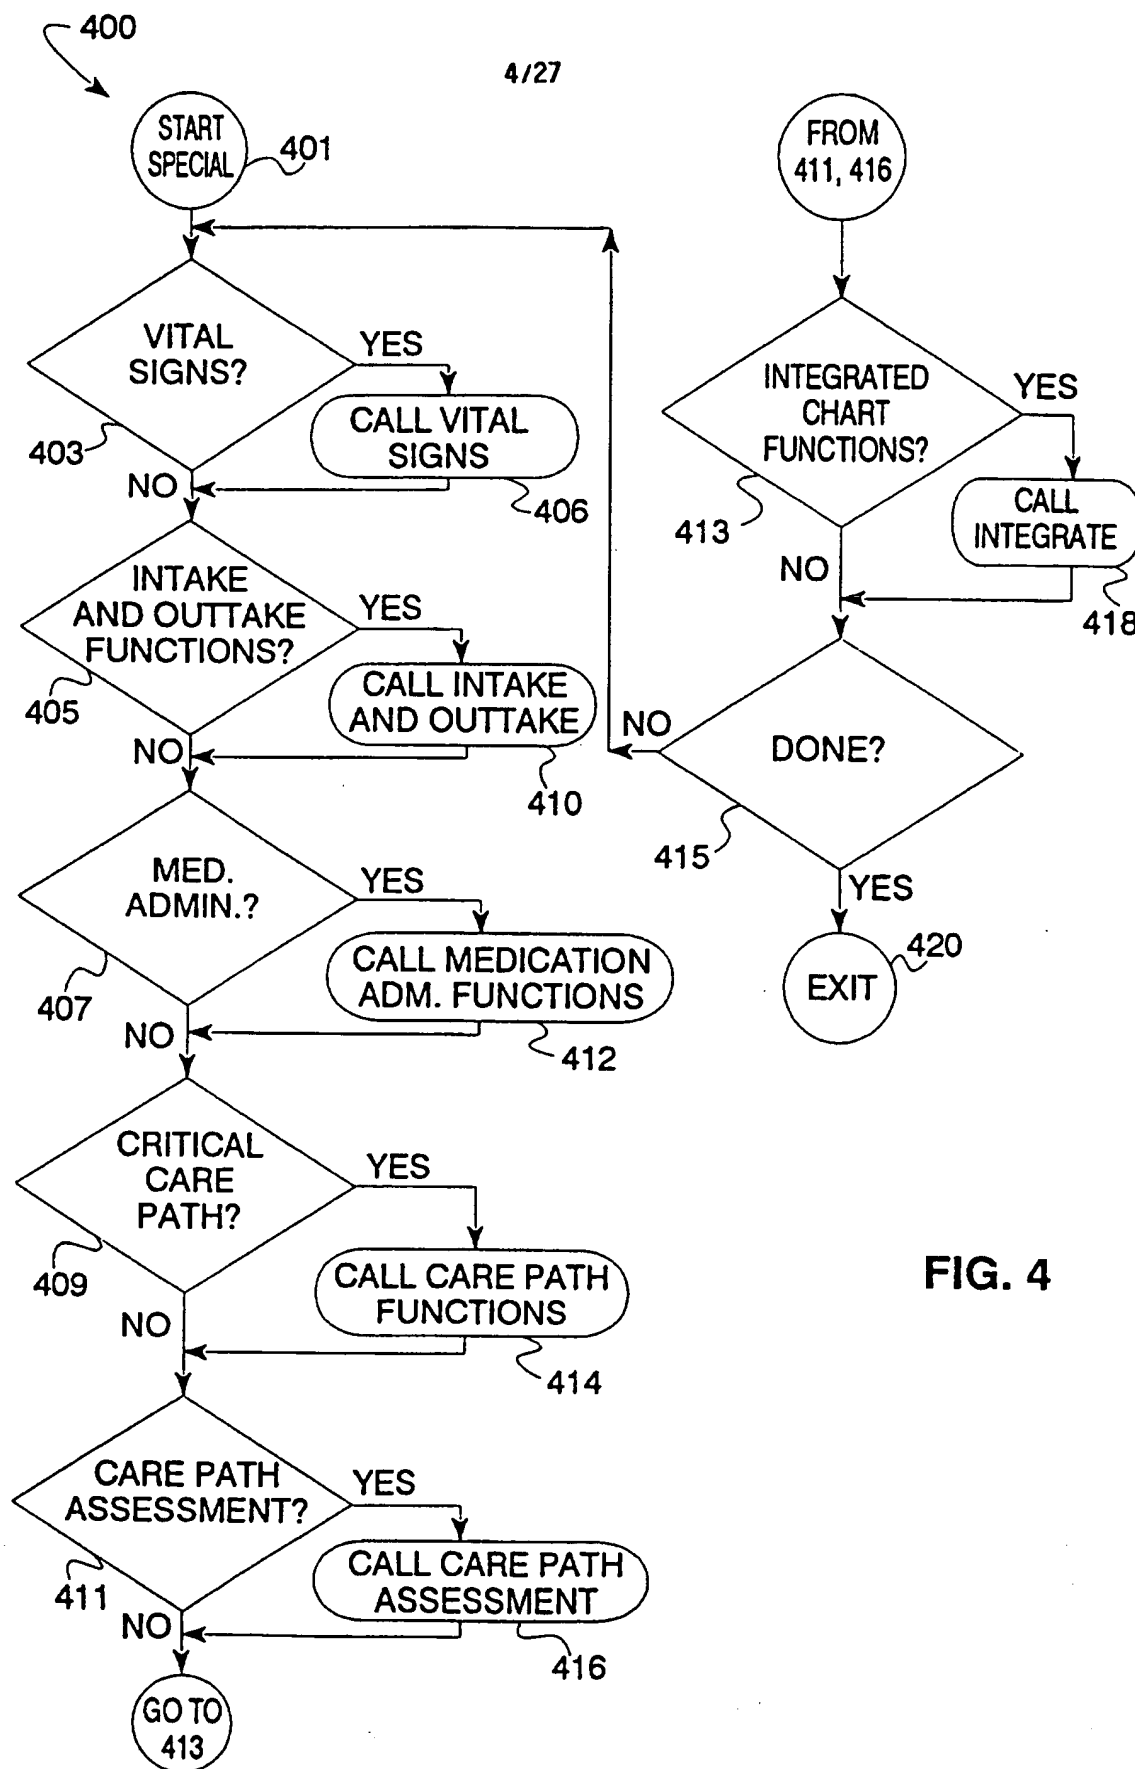 400
4/27
START
SPECIAL
401
VITAL
SIGNS?
YES
403
CALL VITAL
SIGNS
NO
406
INTAKE
AND OUTTAKE
FUNCTIONS?
YES
405
CALL INTAKE
AND OUTTAKE
NO
410
MED.
ADMIN.?
YES
407
CALL MEDICATION
ADM. FUNCTIONS
NO
412
CRITICAL
CARE
PATH?
YES
409
CALL CARE PATH
FUNCTIONS
NO
414
CARE PATH
ASSESSMENT?
YES
411
CALL CARE PATH
ASSESSMENT
NO
416
GO TO
413
FROM
411, 416
INTEGRATED
CHART
FUNCTIONS?
YES
413
CALL
INTEGRATE
NO
418
DONE?
NO
415
YES
EXIT
420
FIG. 4